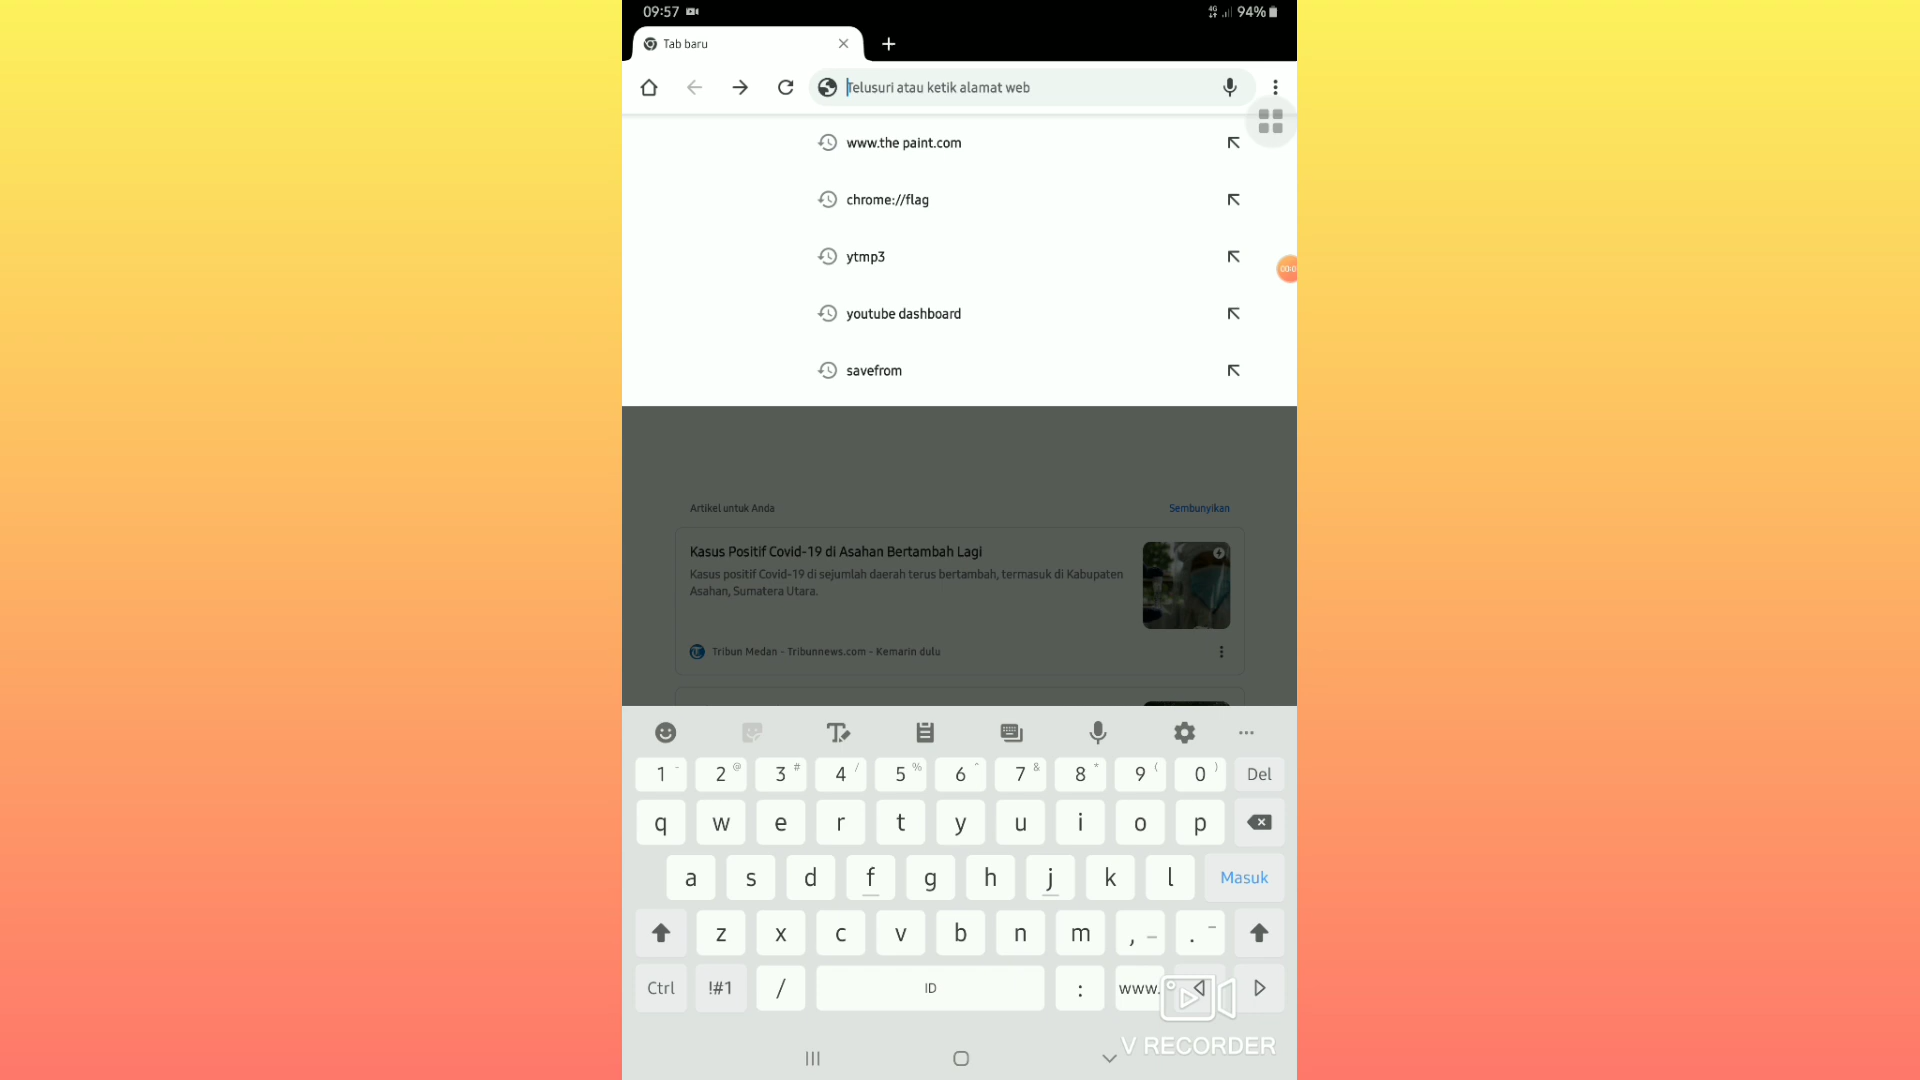 09:57
4G 94%
Tab baru
Telusuri atau ketik alamat web
www.the paint.com
chrome://flag
ytmp3
00:0
youtube dashboard
savefrom
Artikel untuk Anda
Sembunyikan
Kasus Positif Covid-19 di Asahan Bertambah Lagi
Kasus positif Covid-19 di sejumlah daerah terus bertambah, termasuk di Kabupaten
Asahan, Sumatera Utara.
Tribun Medan - Tribunnews.com - Kemarin dulu
1 - 2 @ 3 # 4 / 5 % 6 ^ 7 & 8 * 9 ( 0 ) Del
q w e r t y u i o p
a s d f g h j k l Masuk
z x c v b n m , _ . -
Ctrl !#1 / ID : www.
V RECORDER